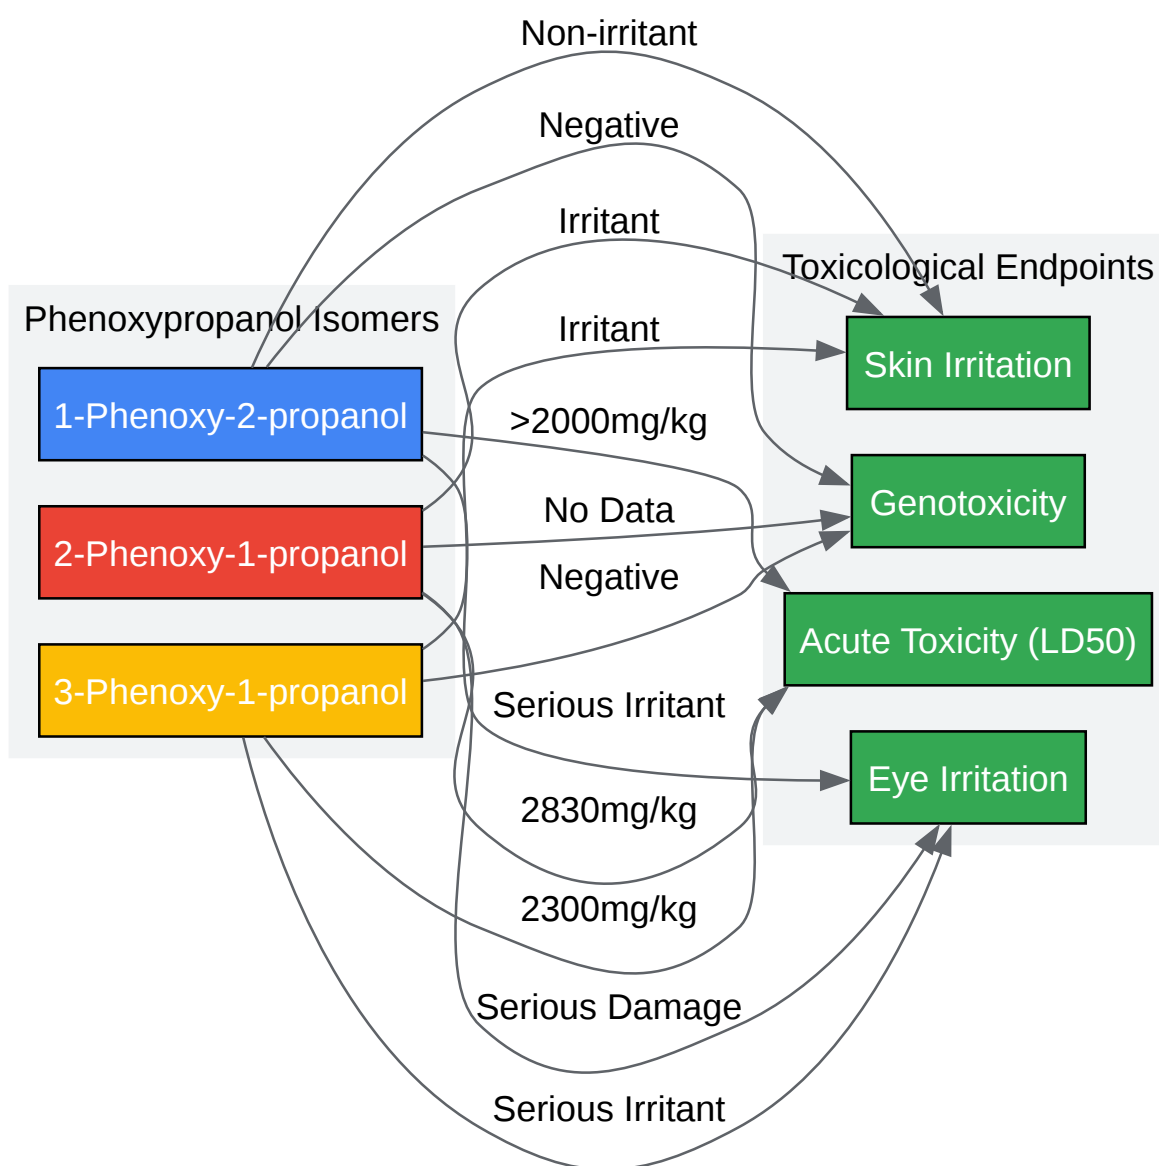 Non-irritant
Negative
Irritant
Toxicological Endpoints
Phenoxypropanol Isomers
Irritant
Skin Irritation
1-Phenoxy-2-propanol
>2000mg/kg
Genotoxicity
No Data
2-Phenoxy-1-propanol
Negative
Acute Toxicity (LD50)
3-Phenoxy-1-propanol
Serious Irritant
Eye Irritation
2830mg/kg
2300mg/kg
Serious Damage
Serious Irritant